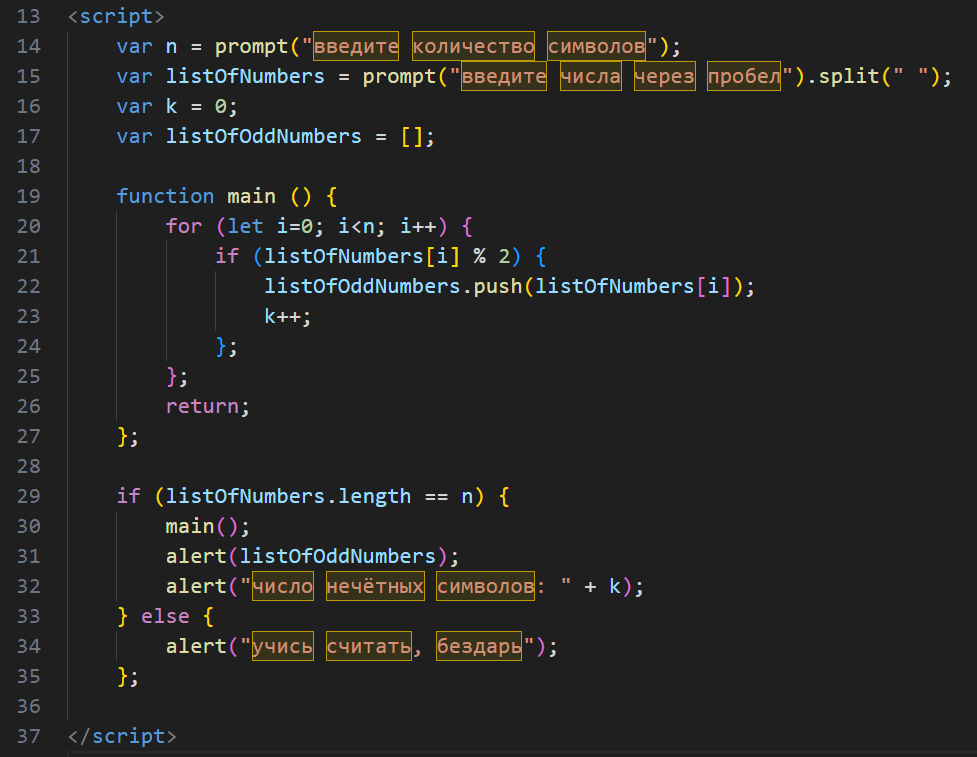 13 <script>
14     var n = prompt("введите количество символов");
15     var listOfNumbers = prompt("введите числа через пробел").split(" ");
16     var k = 0;
17     var listOfOddNumbers = [];
18
19     function main () {
20         for (let i=0; i<n; i++) {
21             if (listOfNumbers[i] % 2) {
22                 listOfOddNumbers.push(listOfNumbers[i]);
23                 k++;
24             };
25         };
26         return;
27     };
28
29     if (listOfNumbers.length == n) {
30         main();
31         alert(listOfOddNumbers);
32         alert("число нечётных символов: " + k);
33     } else {
34         alert("учись считать, бездарь");
35     };
36
37 </script>